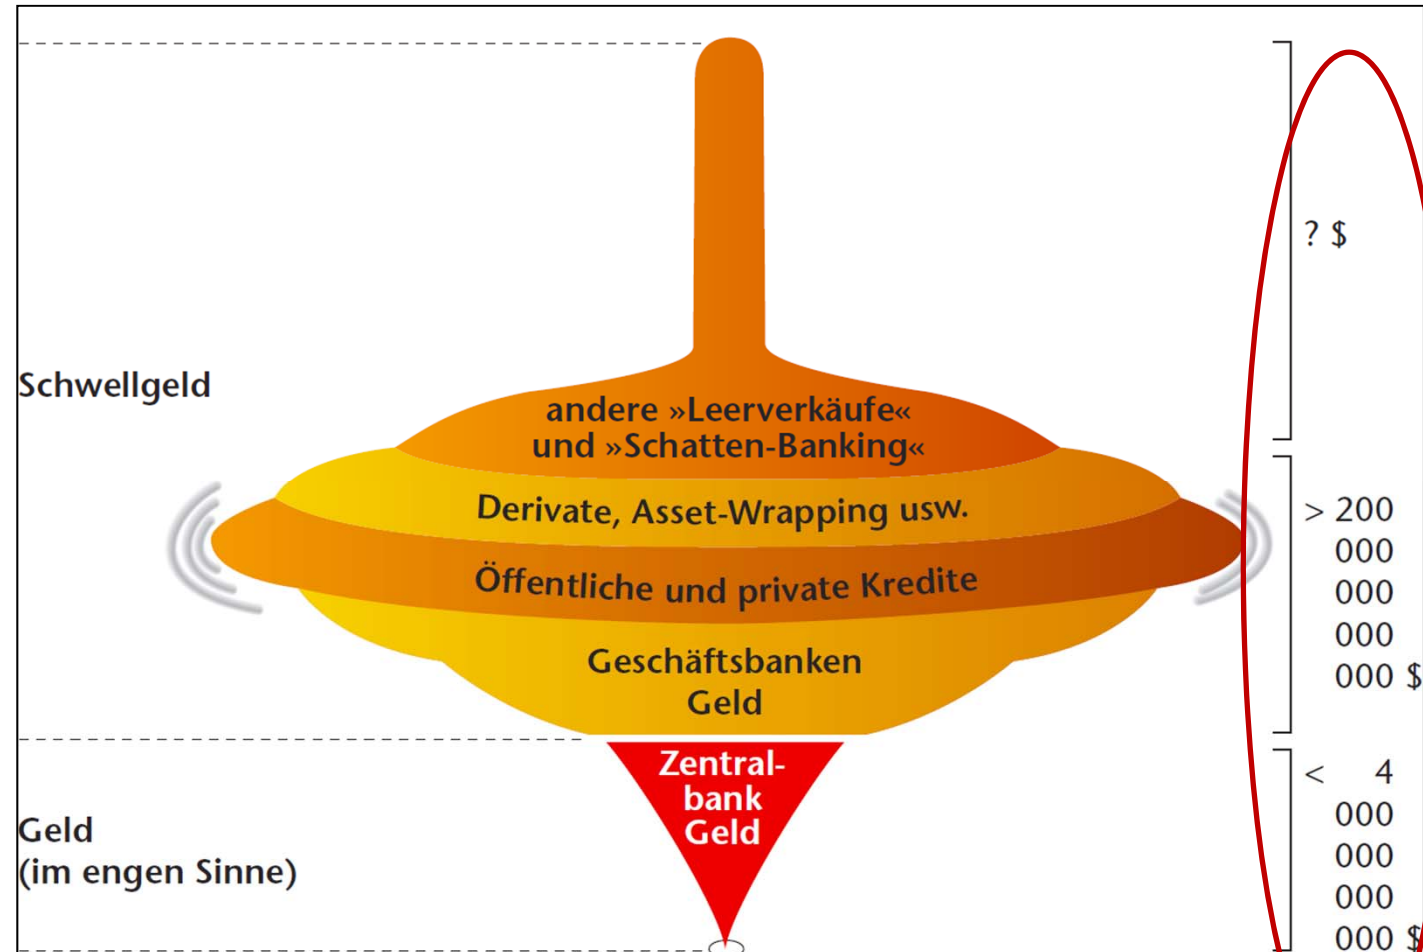 ? $
Schwellgeld
andere »Leerverkäufe«
und »Schatten-Banking«
Derivate, Asset-Wrapping usw.
Öffentliche und private Kredite
Geschäftsbanken
Geld
> 200
000
000
000
000 $
Zentral-
bank
Geld
Geld
(im engen Sinne)
< 4
000
000
000
000 $